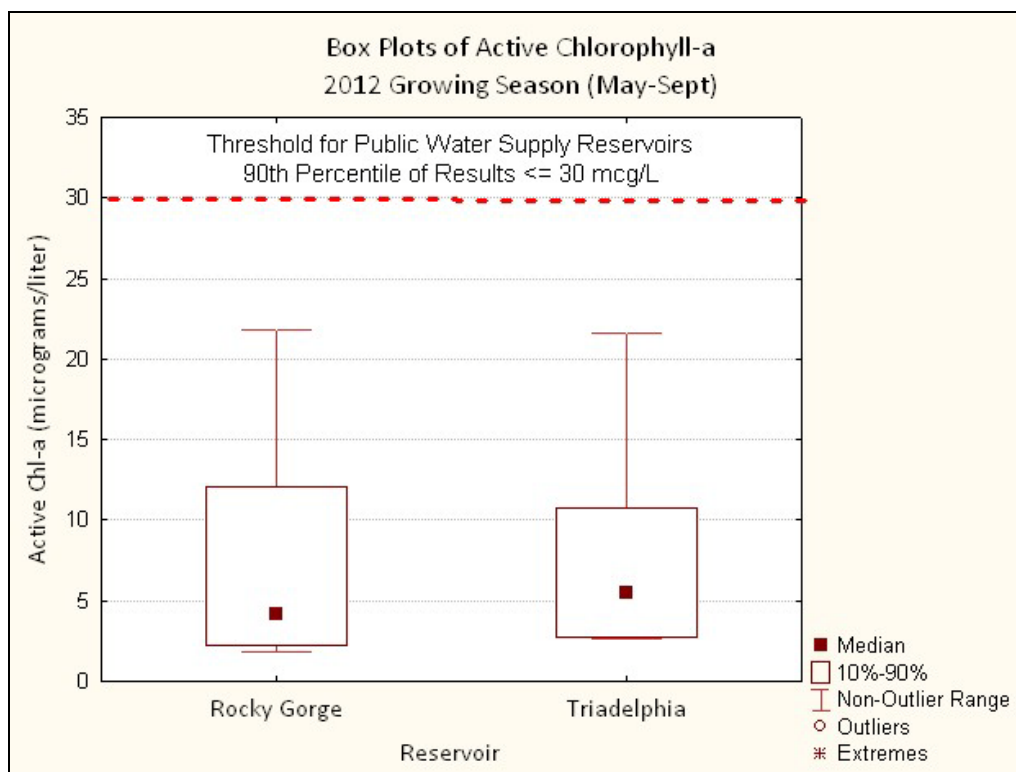 Box Plots of Active Chlorophyll-a
2012 Growing Season (May-Sept)
Threshold for Public Water Supply Reservoirs
90th Percentile of Results <= 30 mcg/L
Active Chl-a (micrograms/liter)
35
30
25
20
15
10
5
0
Rocky Gorge
Triadelphia
Reservoir
Median
10%-90%
Non-Outlier Range
Outliers
Extremes